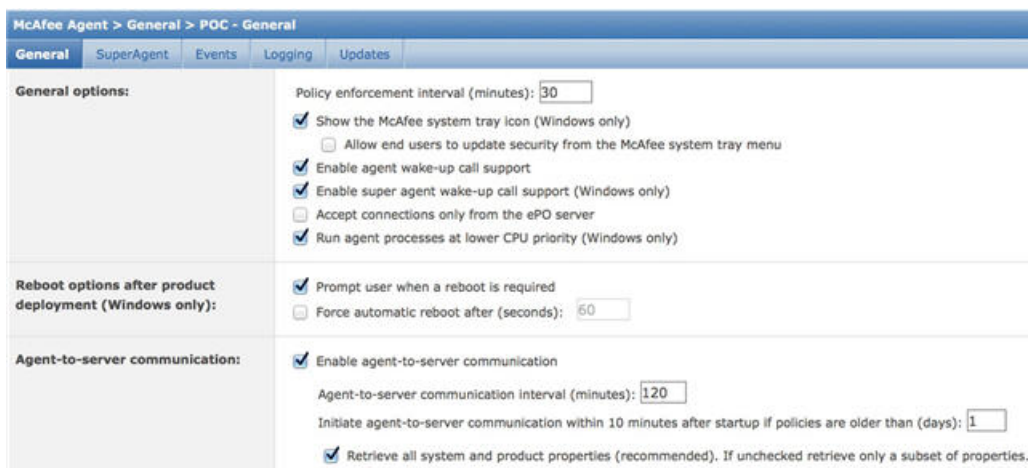 McAfee Agent > General > POC - General
General SuperAgent Events Logging Updates
General options:
Policy enforcement interval (minutes): 30
Show the McAfee system tray icon (Windows only)
Allow end users to update security from the McAfee system tray menu
Enable agent wake-up call support
Enable super agent wake-up call support (Windows only)
Accept connections only from the ePO server
Run agent processes at lower CPU priority (Windows only)
Reboot options after product
deployment (Windows only):
Prompt user when a reboot is required
Force automatic reboot after (seconds): 60
Agent-to-server communication:
Enable agent-to-server communication
Agent-to-server communication interval (minutes): 120
Initiate agent-to-server communication within 10 minutes after startup if policies are older than (days): 1
Retrieve all system and product properties (recommended). If unchecked retrieve only a subset of properties.